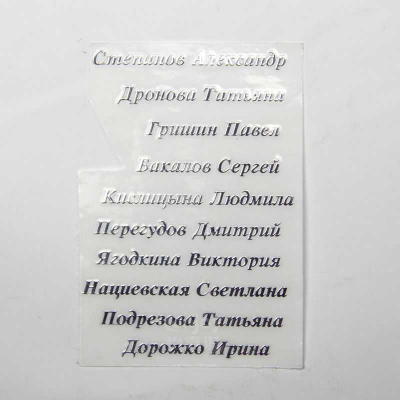 Степанов Александр
Дронова Татьяна
Гришин Павел
Бакалов Сергей
Кислицына Людмила
Перегудов Дмитрий
Ягодкина Виктория
Нациевская Светлана
Подрезова Татьяна
Дорожко Ирина